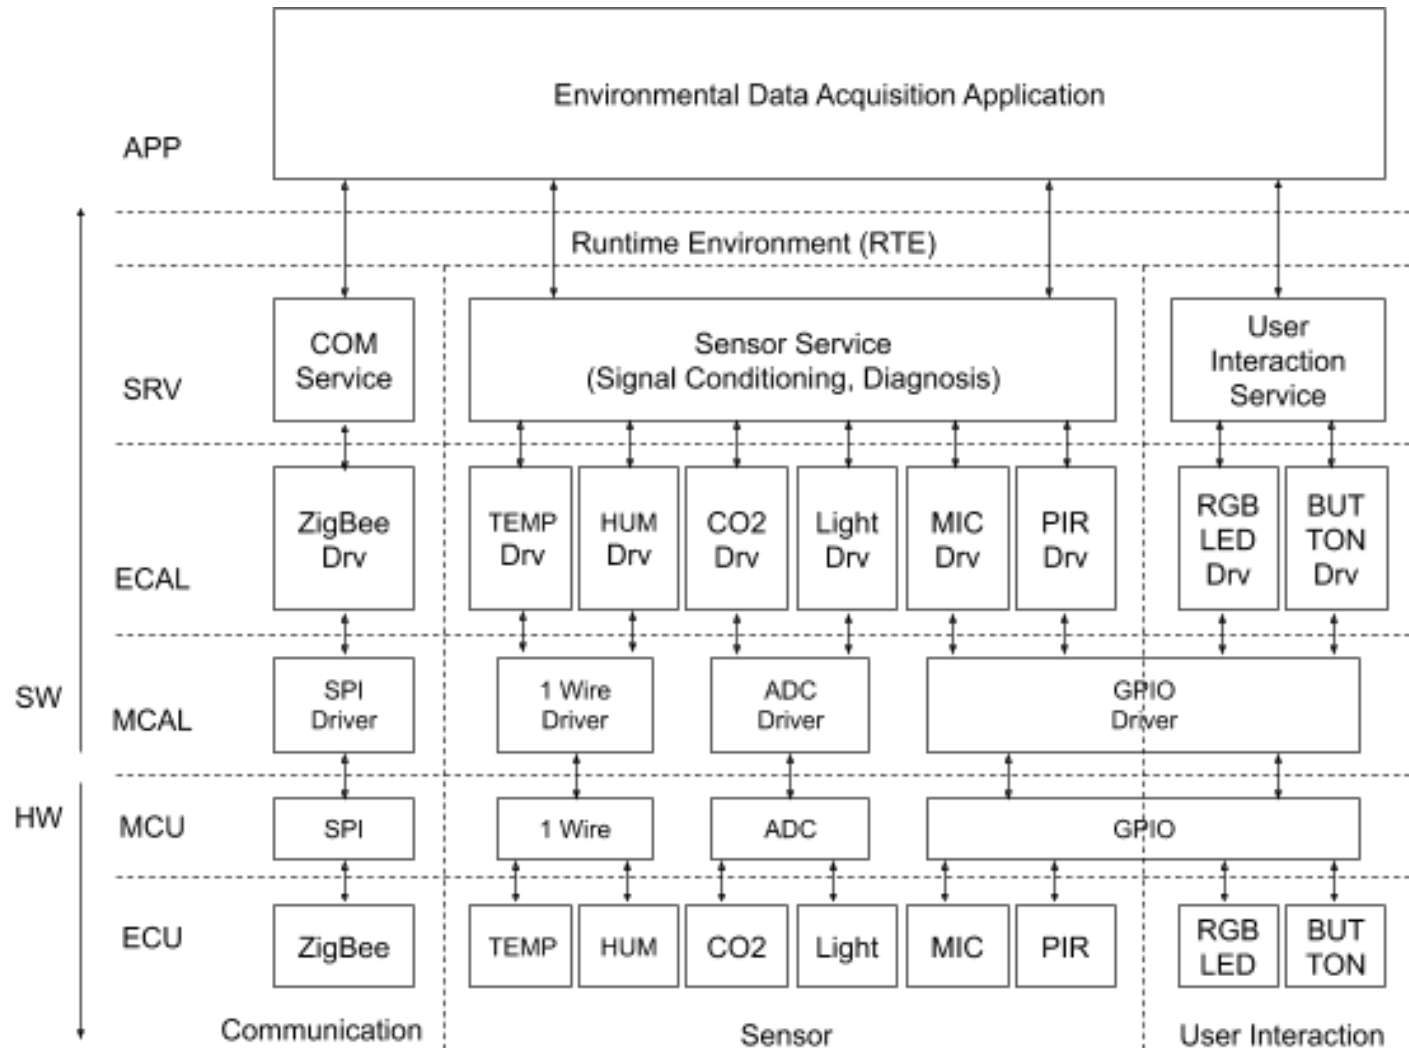 Environmental Data Acquisition Application
APP
Runtime Environment (RTE)
COM
Service
Sensor Service
(Signal Conditioning, Diagnosis)
User
Interaction
Service
SRV
ZigBee
Drv
TEMP
Drv
HUM
Drv
CO2
Drv
Light
Drv
MIC
Drv
PIR
Drv
RGB
LED
Drv
BUT
TON
Drv
ECAL
SW
MCAL
SPI
Driver
1 Wire
Driver
ADC
Driver
GPIO
Driver
HW
MCU
SPI
1 Wire
ADC
GPIO
ECU
ZigBee
TEMP
HUM
CO2
Light
MIC
PIR
RGB
LED
BUT
TON
Communication
Sensor
User Interaction